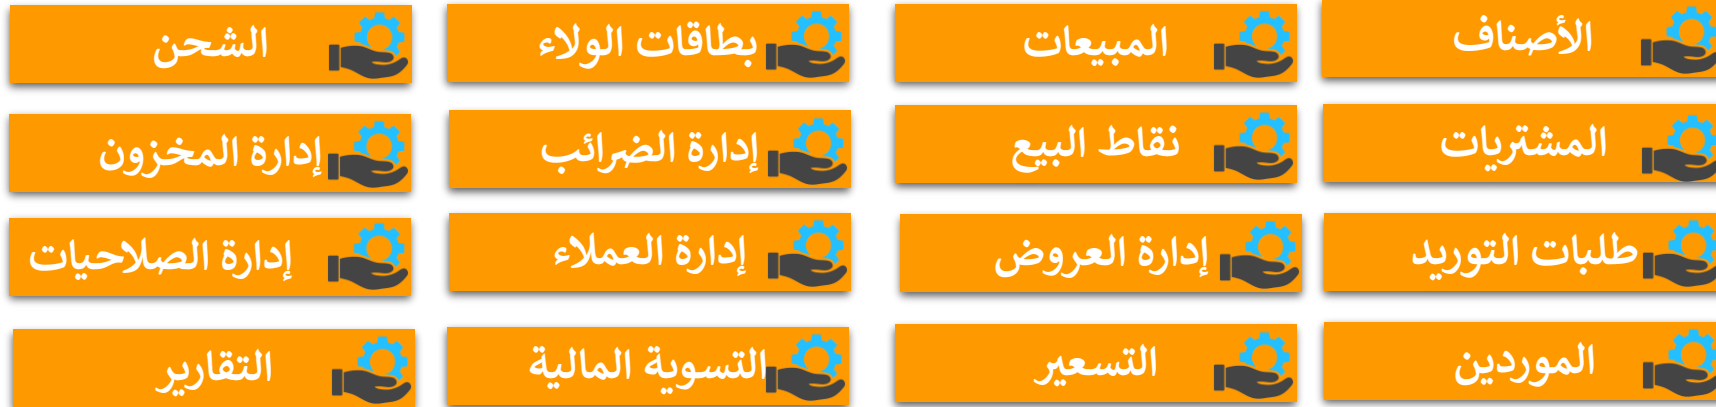 الأصناف
المبيعات
بطاقات الولاء
الشحن
المشتريات
نقاط البيع
إدارة الضرائب
إدارة المخزون
طلبات التوريد
إدارة العروض
إدارة العملاء
إدارة الصلاحيات
الموردين
التسعير
التسوية المالية
التقارير